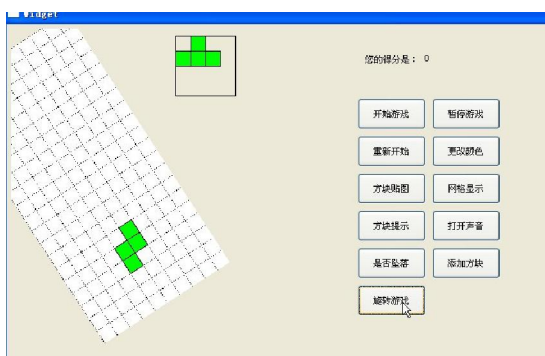 Widget
您的得分是： 0
开始游戏 暂停游戏
重新开始 更改颜色
方块贴图 网格显示
方块提示 打开声音
是否坠落 添加方块
旋转游戏